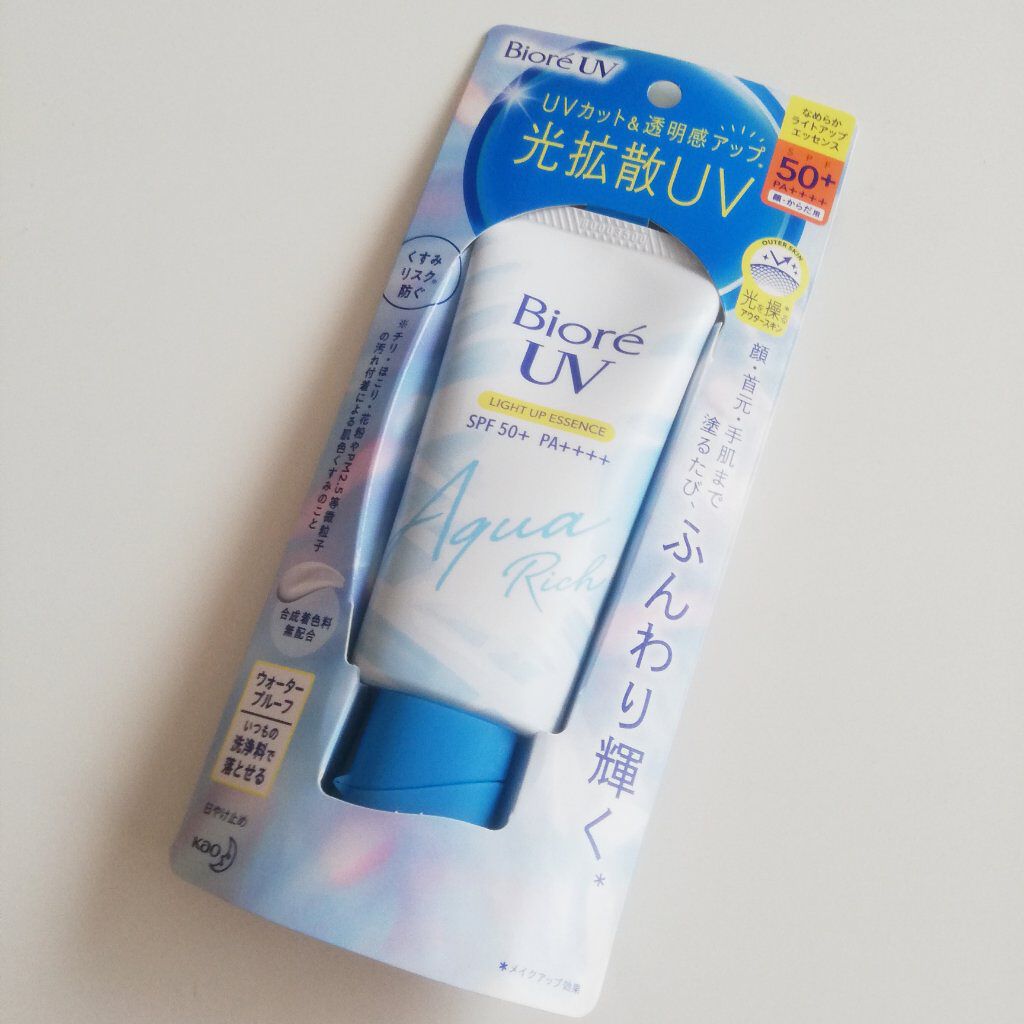 Bioré UV
UVカット&透明感アップ*
光拡散UV
なめらか
ライトアップ
エッセンス
SPF
50+
PA++++
顔・からだ用
OUTER SKIN
光を操る*
アウタースキン
くすみ
リスク※
防ぐ
※チリ・ほこり・花粉やPM2.5等微粒子
の汚れ付着による肌色くすみのこと
Bioré
UV
LIGHT UP ESSENCE
SPF 50+ PA++++
Aqua
Rich
顔・首元・手肌まで
塗るたび、
ふんわり輝く*
合成着色料
無配合
ウォーター
プルーフ
いつもの
洗浄料で
落とせる
日やけ止め
Kao
*メイクアップ効果